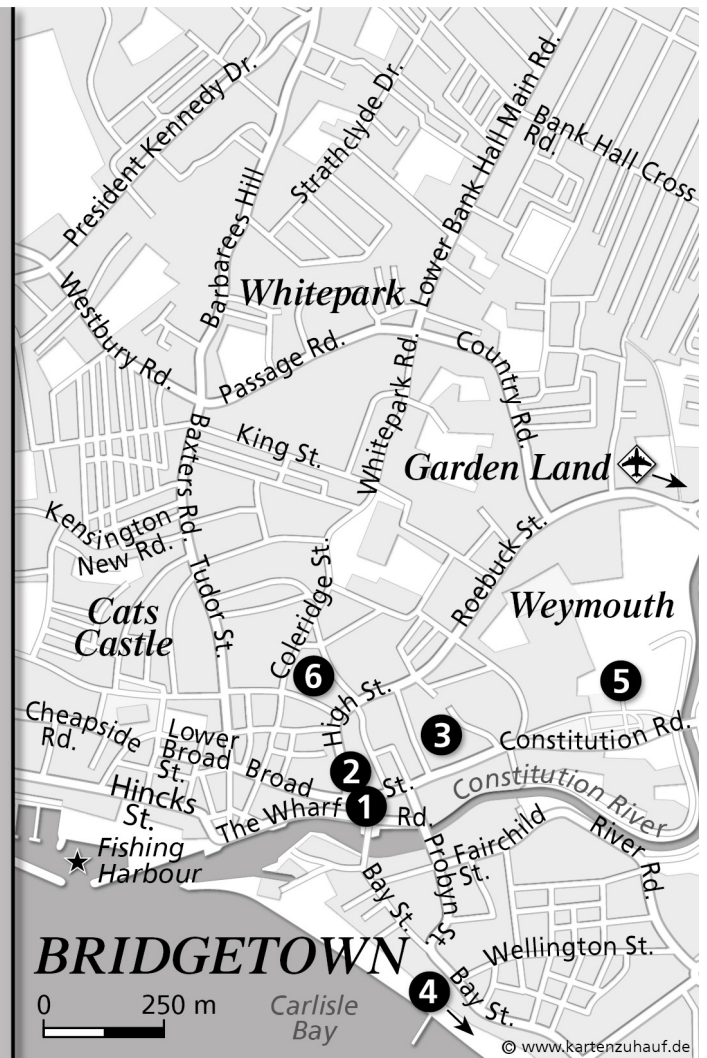 President Kennedy Dr.
Strathclyde Dr.
Lower Bank Hall Main Rd.
Bank Hall Cross
Rd.
Barbarees Hill
Whitepark
Westbury Rd.
Passage Rd.
Country Rd.
Whitepark Rd.
Baxters Rd.
King St.
Garden Land
Kensington
New Rd.
Roebuck St.
Tudor St.
Coleridge St.
Cats
Castle
Weymouth
6
5
High St.
Cheapside
Rd.
Lower
Broad
St.
3
Constitution Rd.
2
Broad St.
Hincks
St.
The Wharf Rd.
1
Constitution River
Fishing
Harbour
Probyn St.
Fairchild
St.
River Rd.
Bay St.
BRIDGETOWN
Wellington St.
4
Bay St.
0 250 m
Carlisle
Bay
© www.kartenzuhauf.de